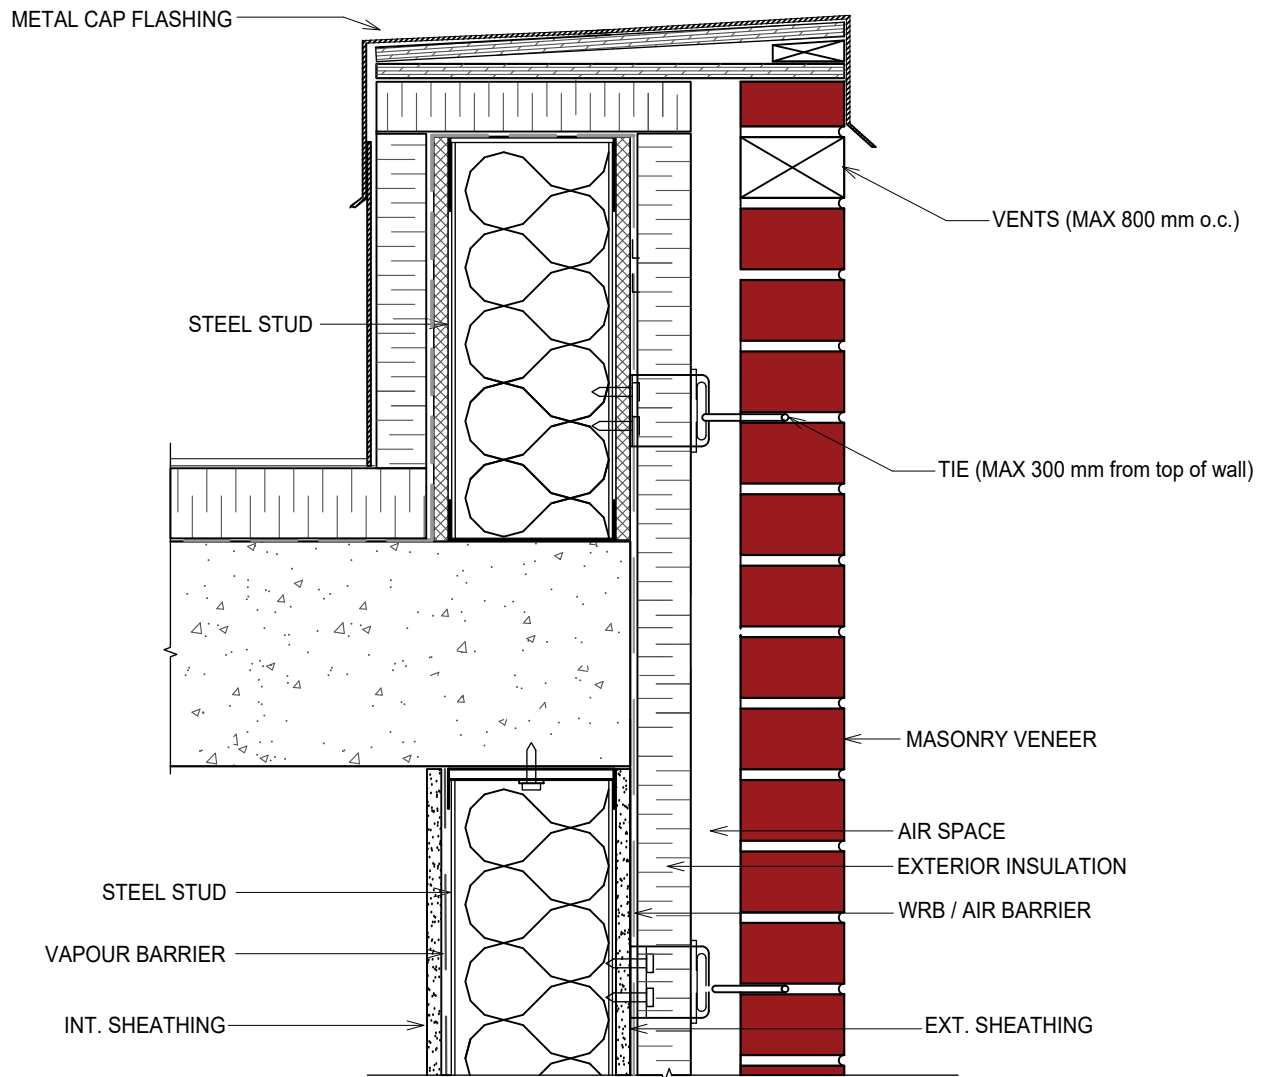 METAL CAP FLASHING
VENTS (MAX 800 mm o.c.)
STEEL STUD
TIE (MAX 300 mm from top of wall)
MASONRY VENEER
AIR SPACE
EXTERIOR INSULATION
STEEL STUD
WRB / AIR BARRIER
VAPOUR BARRIER
INT. SHEATHING
EXT. SHEATHING